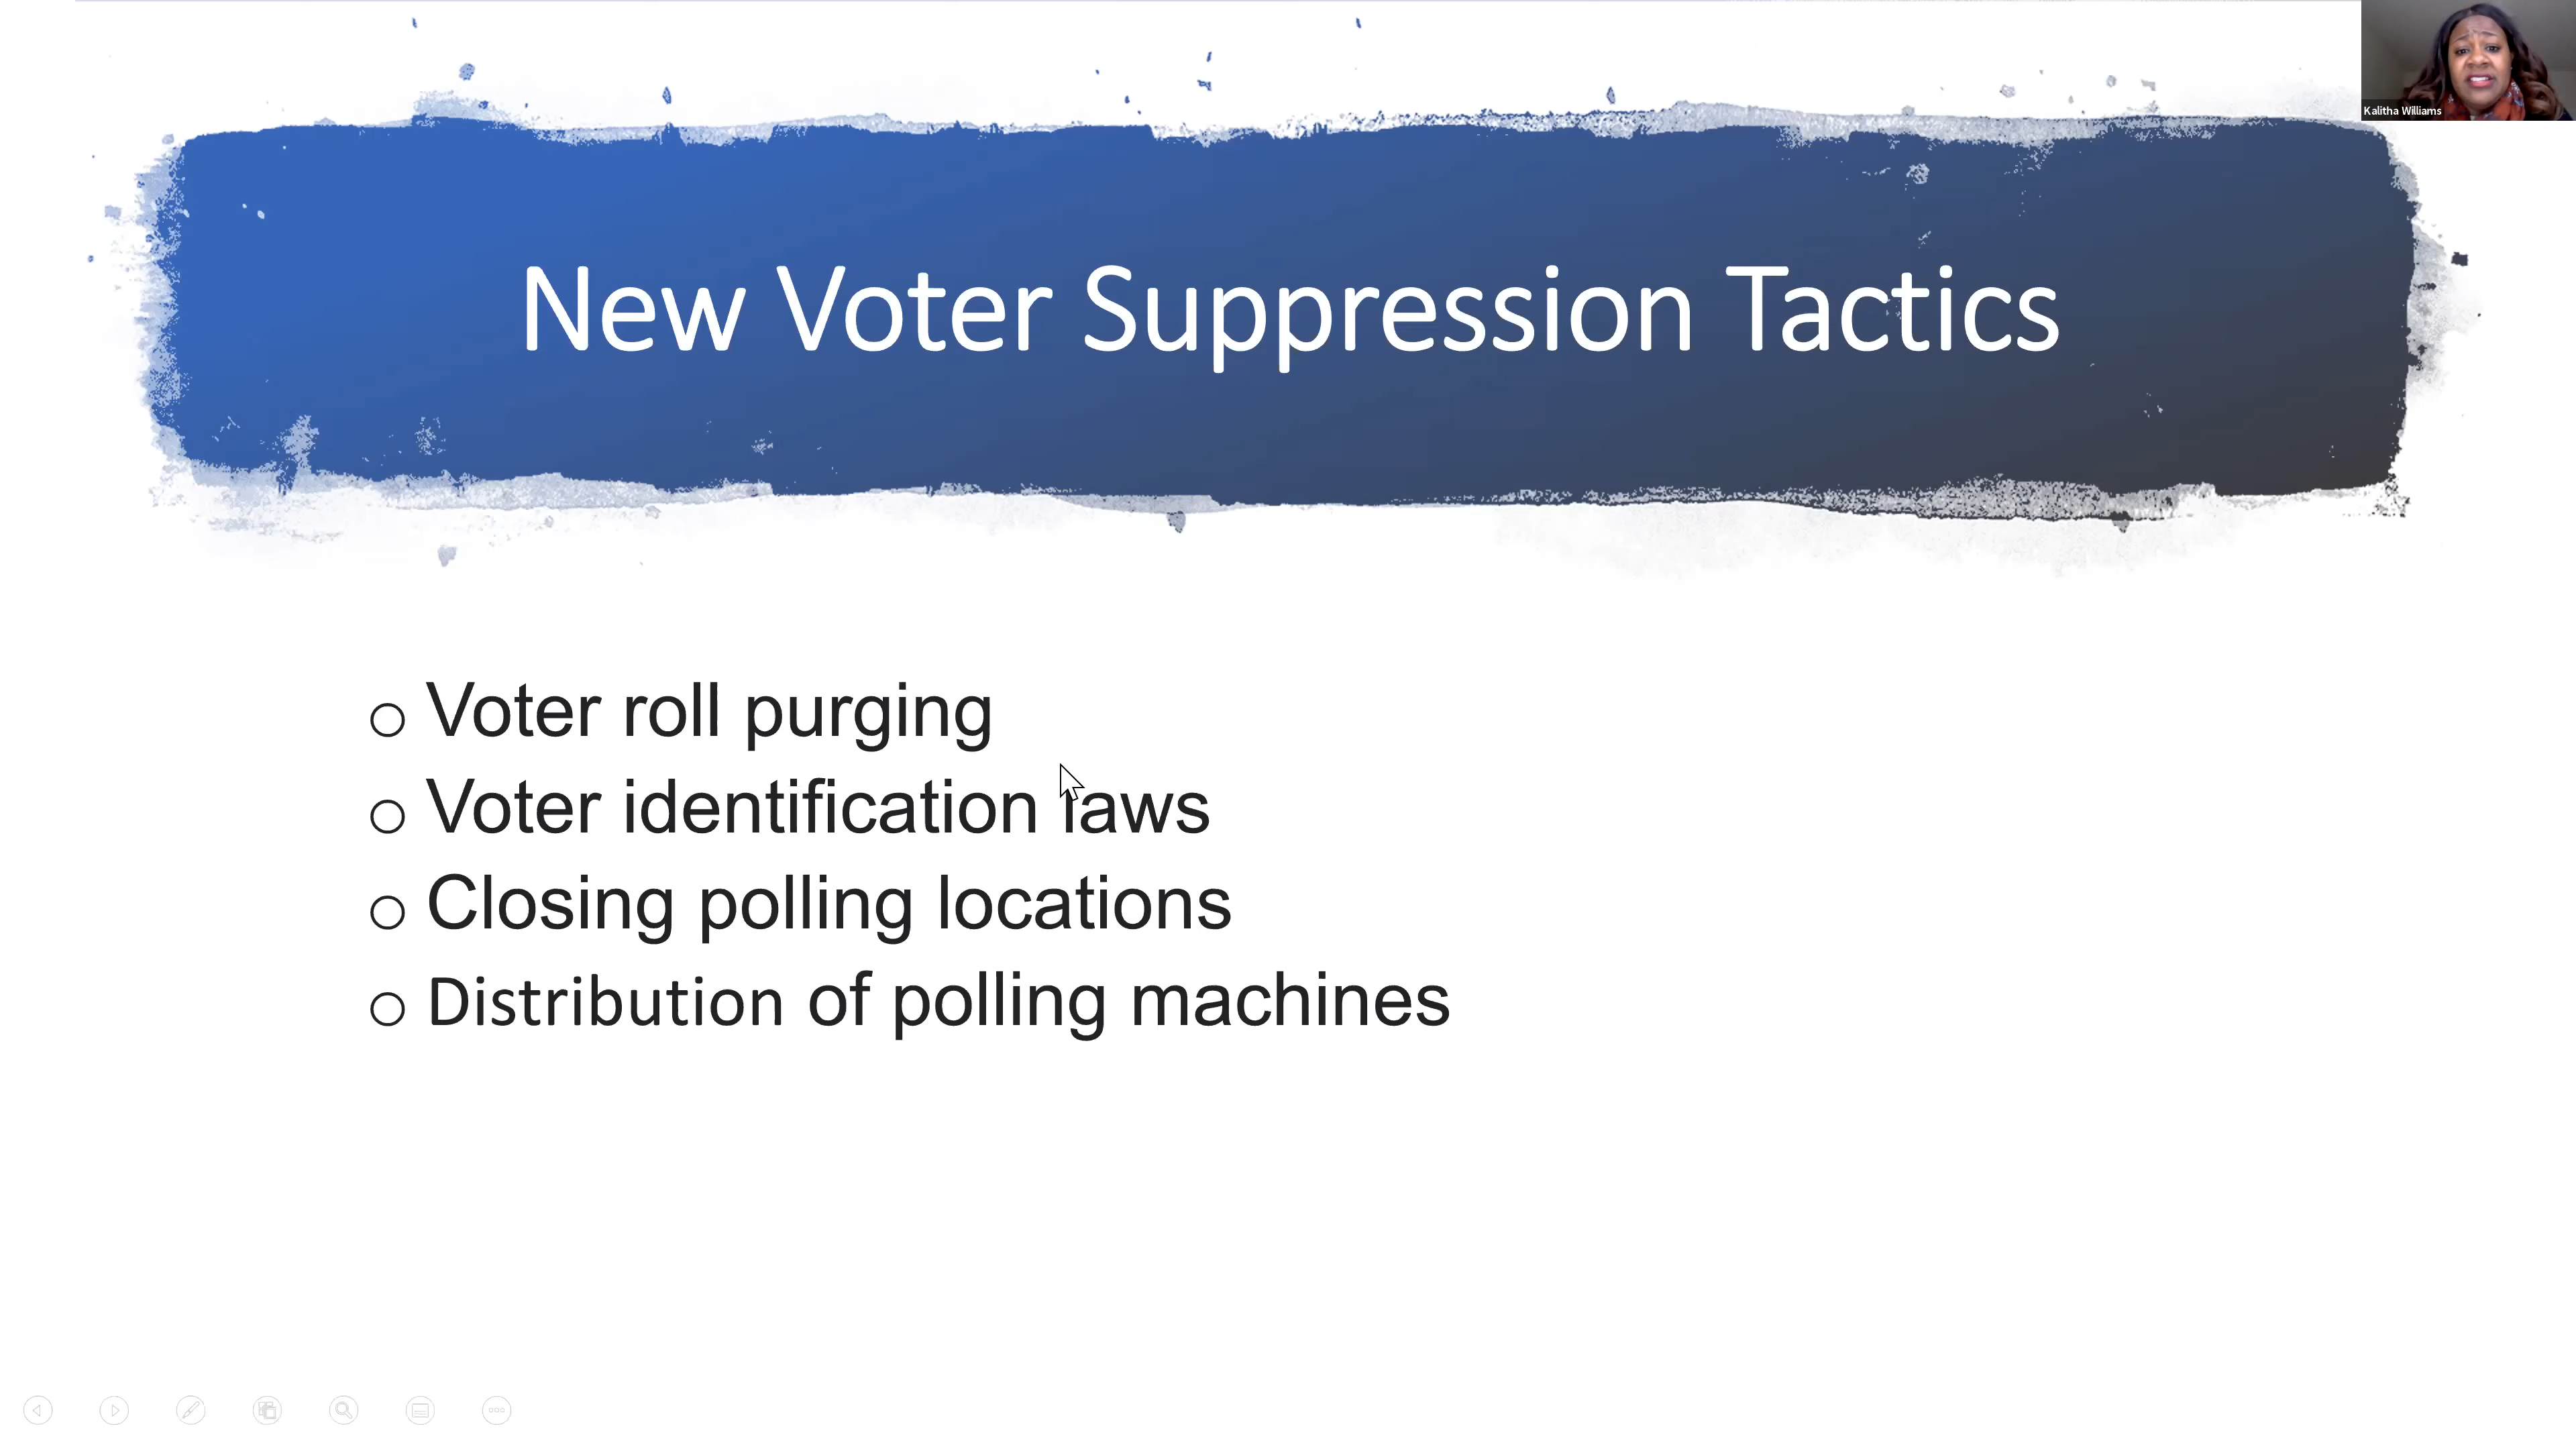 Kalitha Williams
New Voter Suppression Tactics
Voter roll purging
Voter identification laws
Closing polling locations
Distribution of polling machines